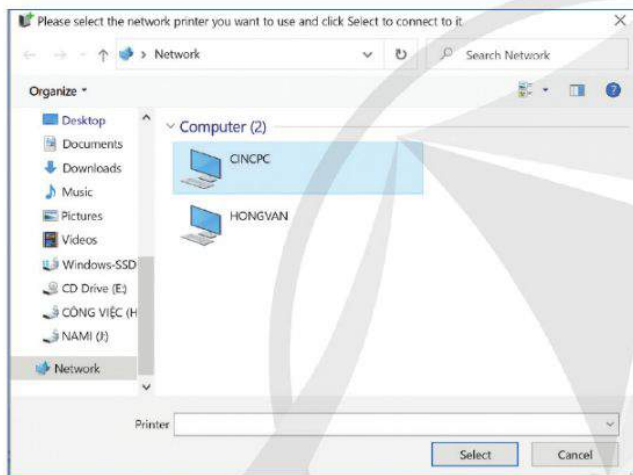 Please select the network printer you want to use and click Select to connect to it
Network
Search Network
Organize
Desktop
Documents
Downloads
Music
Pictures
Videos
Windows-SSD
CD Drive (E:)
CÔNG VIỆC (H
NAMI (J:)
Network
Computer (2)
CINCPC
HONGVAN
Printer
Select
Cancel